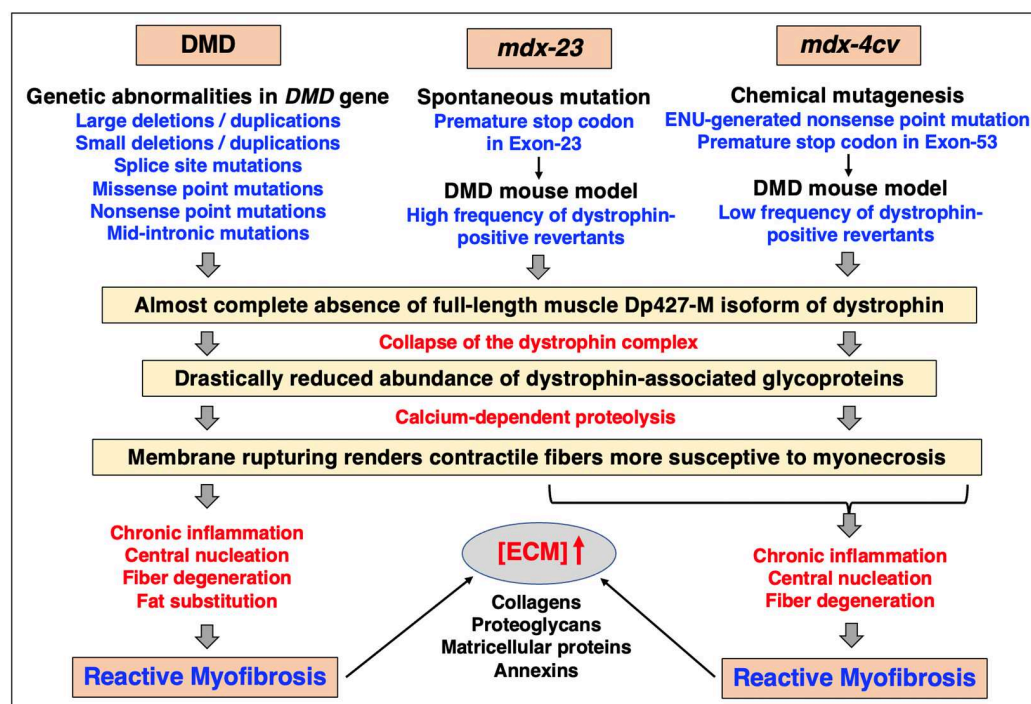 DMD
mdx-23
mdx-4cv
Genetic abnormalities in DMD gene
Large deletions / duplications
Small deletions / duplications
Splice site mutations
Missense point mutations
Nonsense point mutations
Mid-intronic mutations
Spontaneous mutation
Premature stop codon
in Exon-23
DMD mouse model
High frequency of dystrophin-
positive revertants
Chemical mutagenesis
ENU-generated nonsense point mutation
Premature stop codon in Exon-53
DMD mouse model
Low frequency of dystrophin-
positive revertants
Almost complete absence of full-length muscle Dp427-M isoform of dystrophin
Collapse of the dystrophin complex
Drastically reduced abundance of dystrophin-associated glycoproteins
Calcium-dependent proteolysis
Membrane rupturing renders contractile fibers more susceptive to myonecrosis
Chronic inflammation
Central nucleation
Fiber degeneration
Fat substitution
Reactive Myofibrosis
[ECM]
Collagens
Proteoglycans
Matricellular proteins
Annexins
Chronic inflammation
Central nucleation
Fiber degeneration
Reactive Myofibrosis